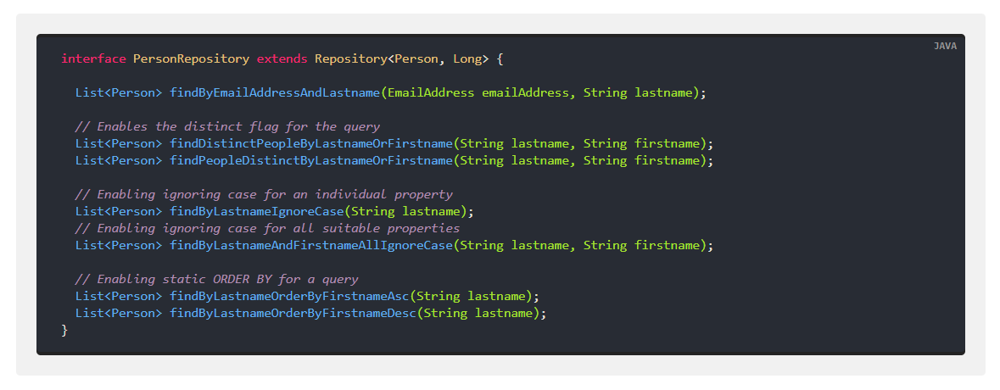 JAVA
interface PersonRepository extends Repository<Person, Long> {
List<Person> findByEmailAddressAndLastname(EmailAddress emailAddress, String lastname);
// Enables the distinct flag for the query
List<Person> findDistinctPeopleByLastnameOrFirstname(String lastname, String firstname);
List<Person> findPeopleDistinctByLastnameOrFirstname(String lastname, String firstname);
// Enabling ignoring case for an individual property
List<Person> findByLastnameIgnoreCase(String lastname);
// Enabling ignoring case for all suitable properties
List<Person> findByLastnameAndFirstnameAllIgnoreCase(String lastname, String firstname);
// Enabling static ORDER BY for a query
List<Person> findByLastnameOrderByFirstnameAsc(String lastname);
List<Person> findByLastnameOrderByFirstnameDesc(String lastname);
}